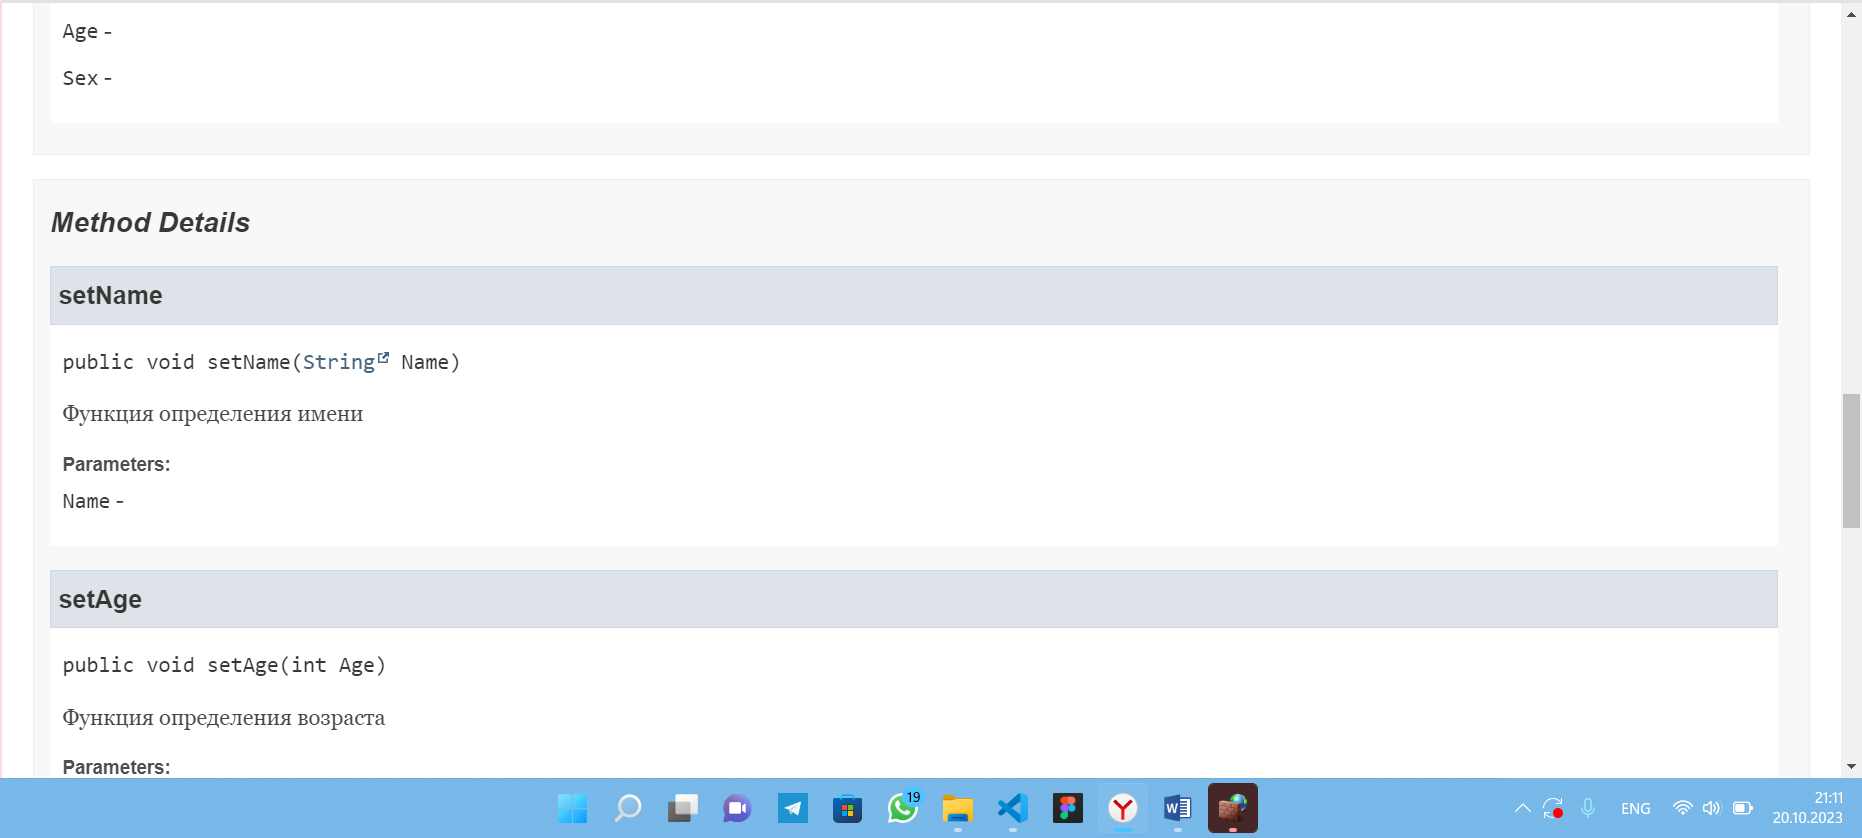 Age -
Sex -
Method Details
setName
public void setName(String Name)
Функция определения имени
Parameters:
Name -
setAge
public void setAge(int Age)
Функция определения возраста
Parameters:
19
ENG
21:11
20.10.2023